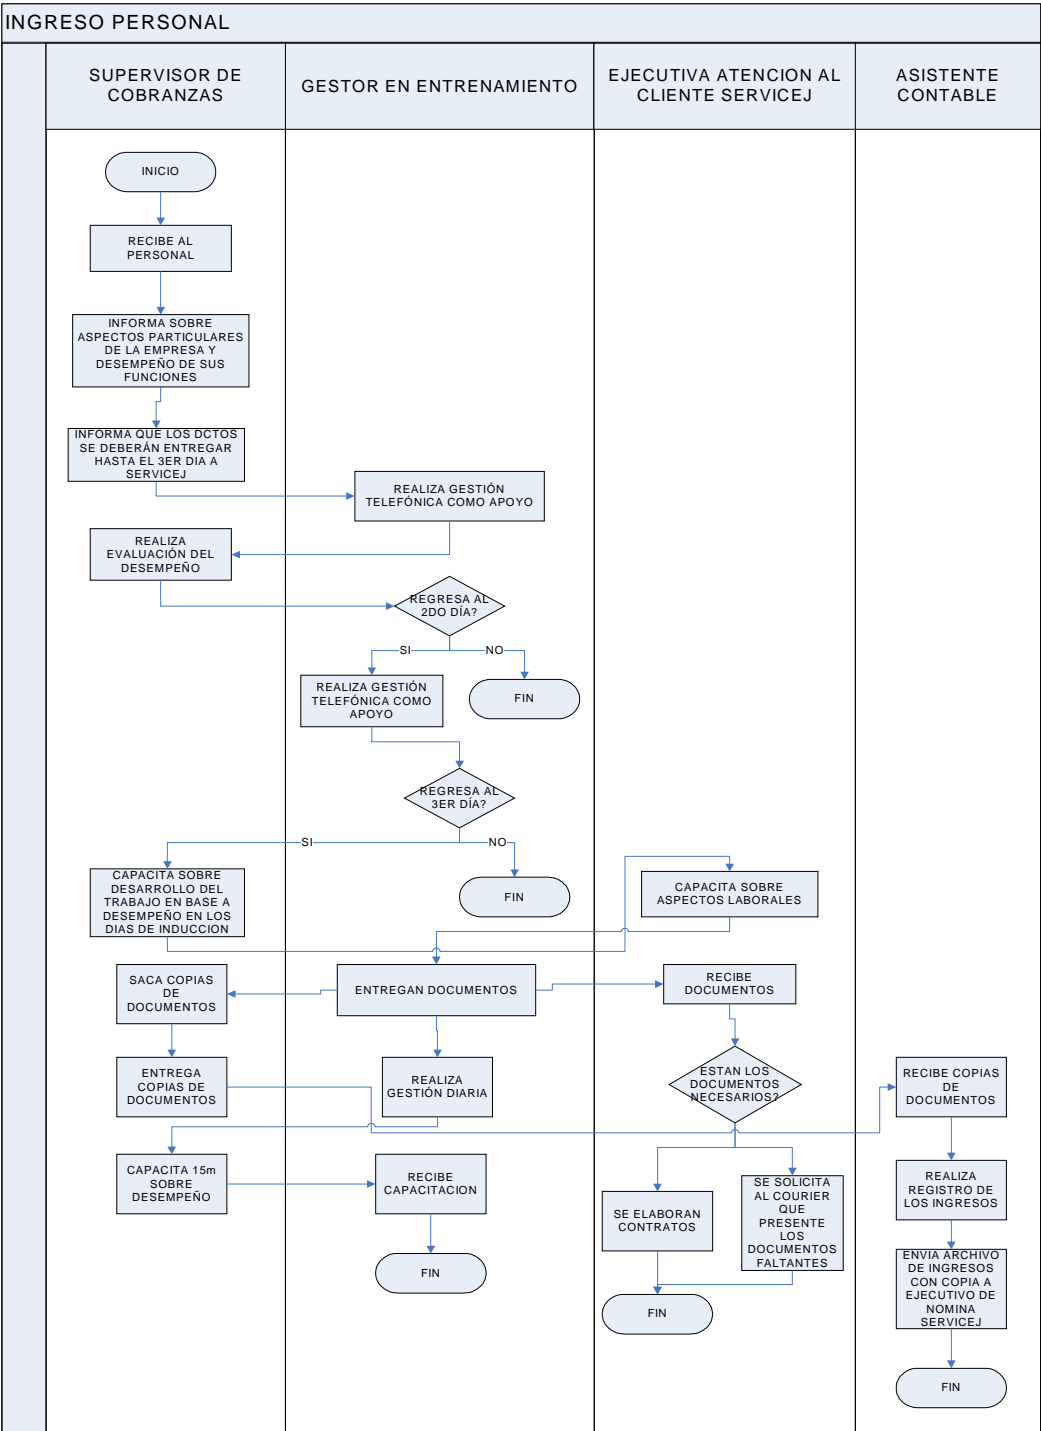 INGRESO PERSONAL
SUPERVISOR DE
COBRANZAS
GESTOR EN ENTRENAMIENTO
EJECUTIVA ATENCION AL
CLIENTE SERVICEJ
ASISTENTE
CONTABLE
INICIO
RECIBE AL
PERSONAL
INFORMA SOBRE
ASPECTOS PARTICULARES
DE LA EMPRESA Y
DESEMPEÑO DE SUS
FUNCIONES
INFORMA QUE LOS DCTOS
SE DEBERÁN ENTREGAR
HASTA EL 3ER DIA A
SERVICEJ
REALIZA GESTIÓN
TELEFÓNICA COMO APOYO
REALIZA
EVALUACIÓN DEL
DESEMPEÑO
REGRESA AL
2DO DÍA?
SI
NO
REALIZA GESTIÓN
TELEFÓNICA COMO
APOYO
FIN
REGRESA AL
3ER DÍA?
SI
NO
CAPACITA SOBRE
DESARROLLO DEL
TRABAJO EN BASE A
DESEMPEÑO EN LOS
DIAS DE INDUCCION
FIN
CAPACITA SOBRE
ASPECTOS LABORALES
SACA COPIAS
DE
DOCUMENTOS
ENTREGAN DOCUMENTOS
RECIBE
DOCUMENTOS
ENTREGA
COPIAS DE
DOCUMENTOS
REALIZA
GESTIÓN DIARIA
ESTAN LOS
DOCUMENTOS
NECESARIOS?
RECIBE COPIAS
DE
DOCUMENTOS
CAPACITA 15m
SOBRE
DESEMPEÑO
RECIBE
CAPACITACION
SE ELABORAN
CONTRATOS
SE SOLICITA
AL COURIER
QUE
PRESENTE
LOS
DOCUMENTOS
FALTANTES
REALIZA
REGISTRO DE
LOS INGRESOS
FIN
FIN
ENVIA ARCHIVO
DE INGRESOS
CON COPIA A
EJECUTIVO DE
NOMINA
SERVICEJ
FIN